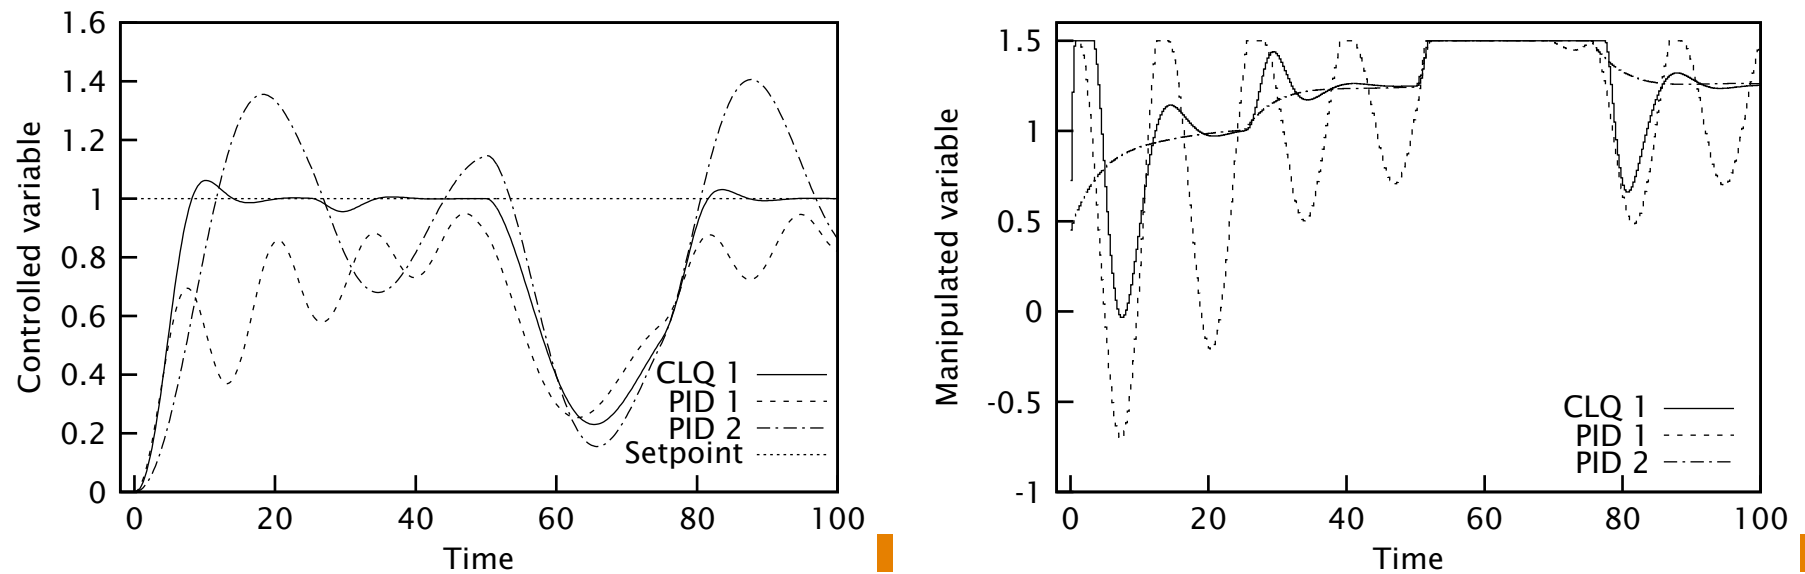 1.6
1.4
1.2
1
0.8
0.6
0.4
0.2
0
Controlled variable
CLQ 1
PID 1
PID 2
Setpoint
0 20 40 60 80 100
Time
1.5
1
0.5
0
-0.5
-1
Manipulated variable
CLQ 1
PID 1
PID 2
0 20 40 60 80 100
Time